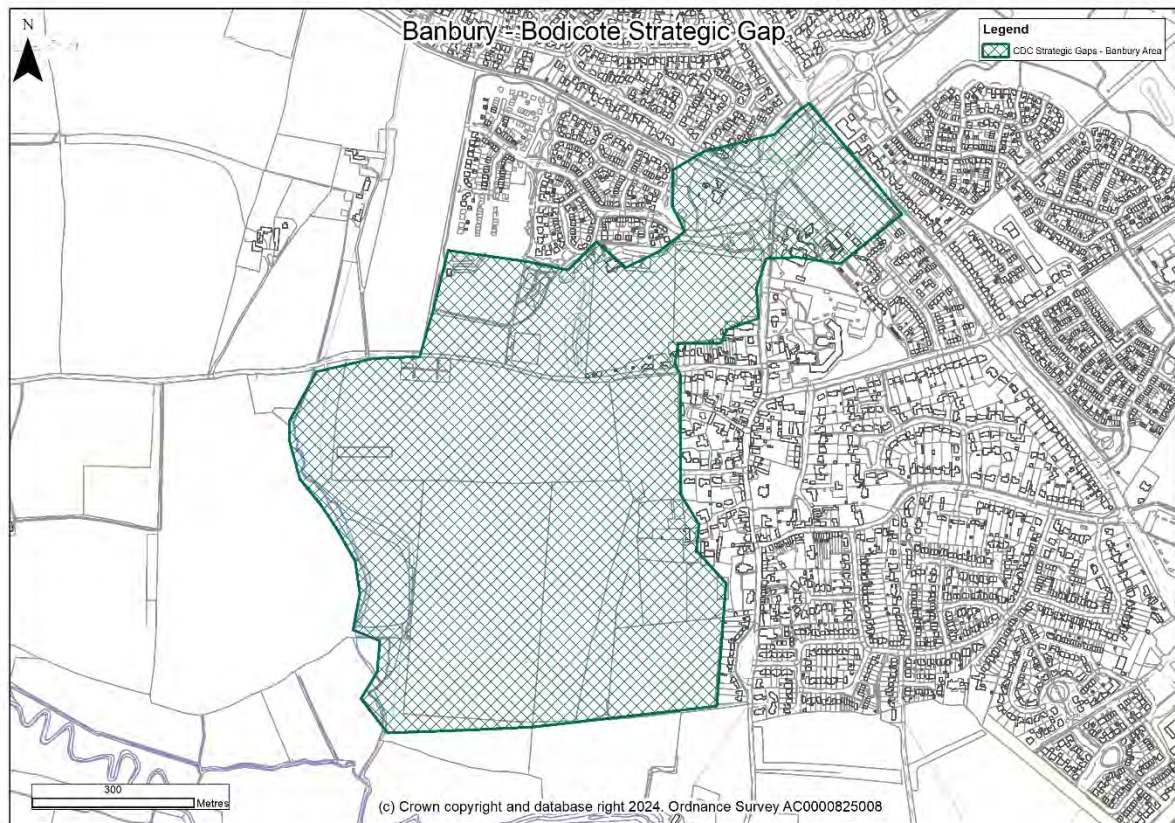 Banbury - Bodicote Strategic Gap
N
Legend
CDC Strategic Gaps - Banbury Area
300
Metres
(c) Crown copyright and database right 2024. Ordnance Survey AC0000825008